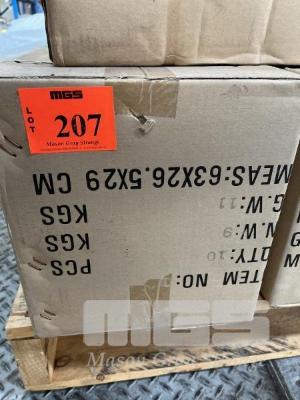 MGS
LOT
207
Mason Gray Strange
MEAS:63X26.5X29 CM
G.W:11 KGS
N.W:9 KGS
QTY:10 PCS
ITEM NO:
MGS
Mason Gray